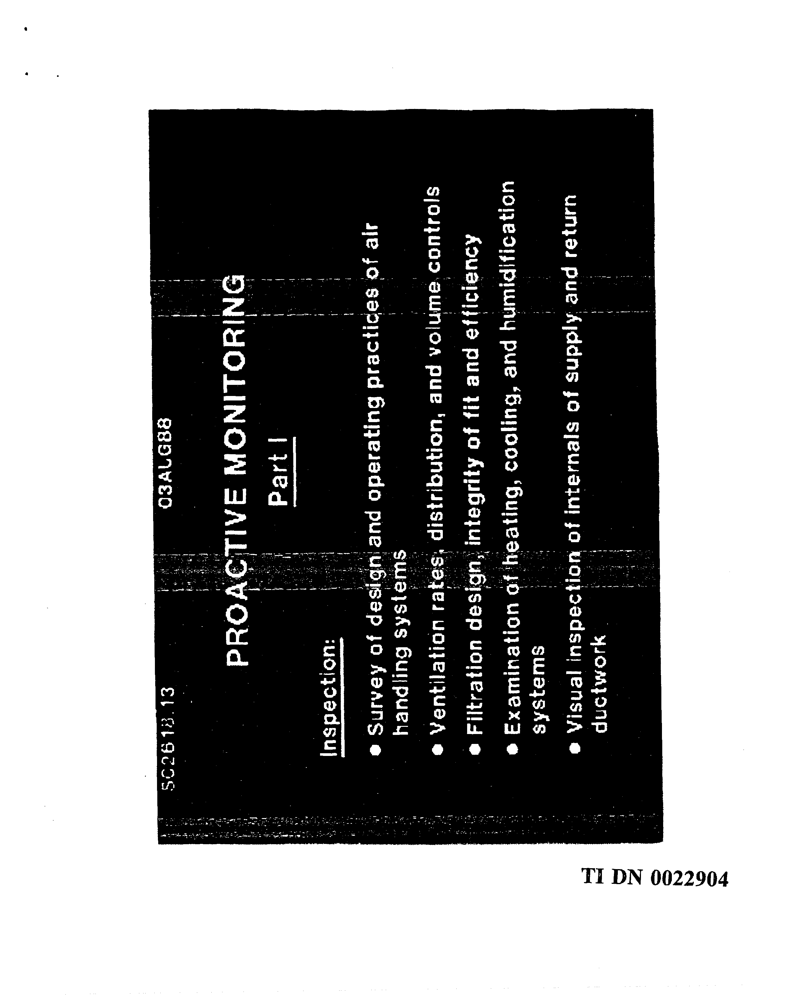 SC2618.13 03AUG88
PROACTIVE MONITORING
Part I
Inspection:
● Survey of design and operating practices of air
handling systems
● Ventilation rates, distribution, and volume controls
● Filtration design, integrity of fit and efficiency
● Examination of heating, cooling, and humidification
systems
● Visual inspection of internals of supply and return
ductwork
TI DN 0022904